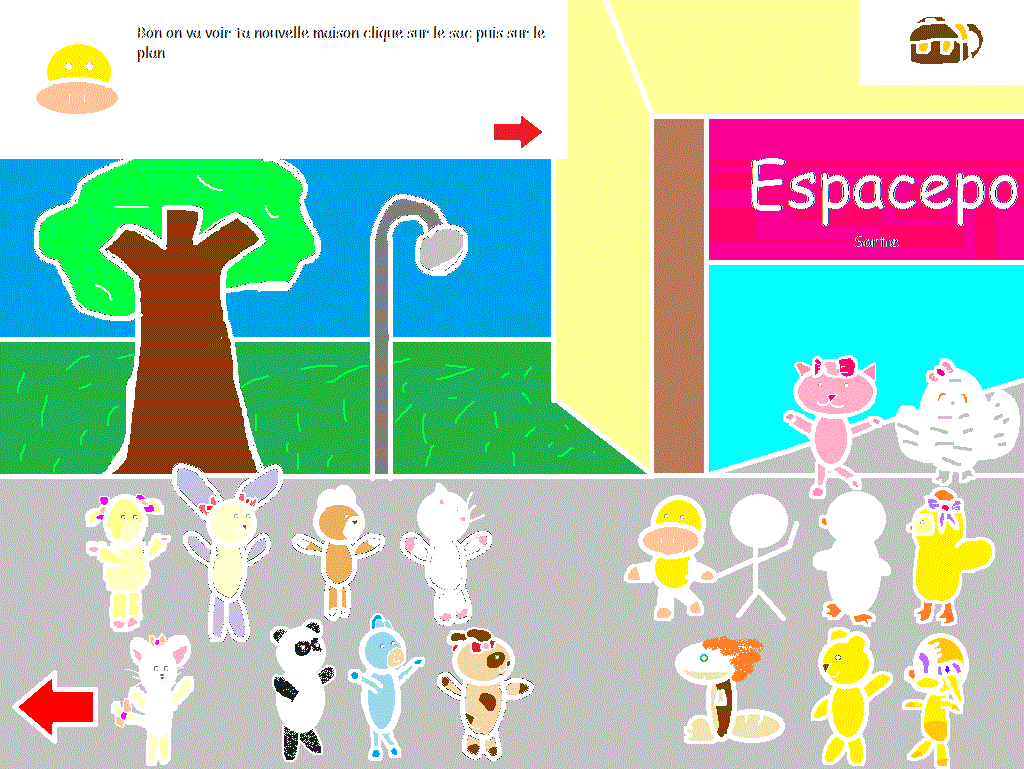 Bon on va voir ta nouvelle maison clique sur le sac puis sur le
plan
Espacepo
Sortie